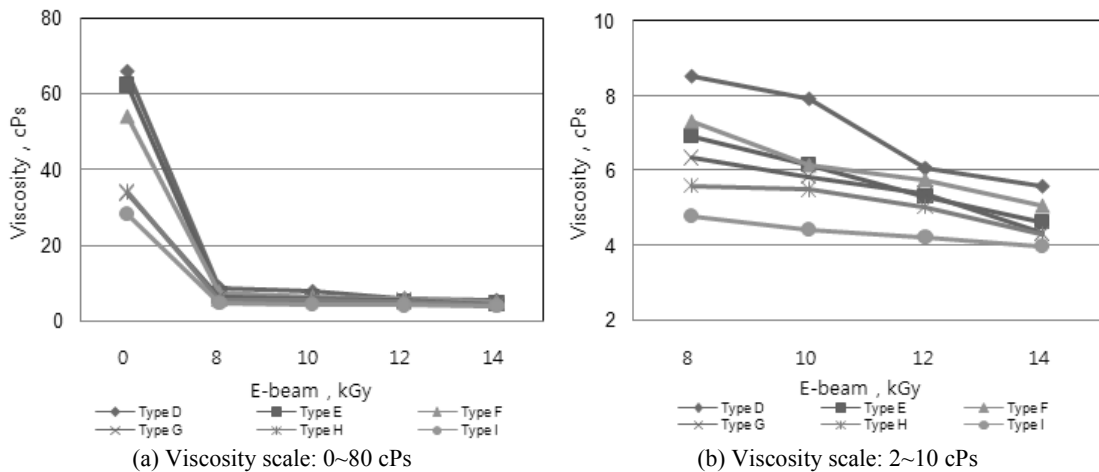 80
60
40
20
0
Viscosity , cPs
0 8 10 12 14
E-beam , kGy
Type D Type E Type F
Type G Type H Type I
(a) Viscosity scale: 0~80 cPs
10
8
6
4
2
Viscosity , cPs
8 10 12 14
E-beam , kGy
Type D Type E Type F
Type G Type H Type I
(b) Viscosity scale: 2~10 cPs